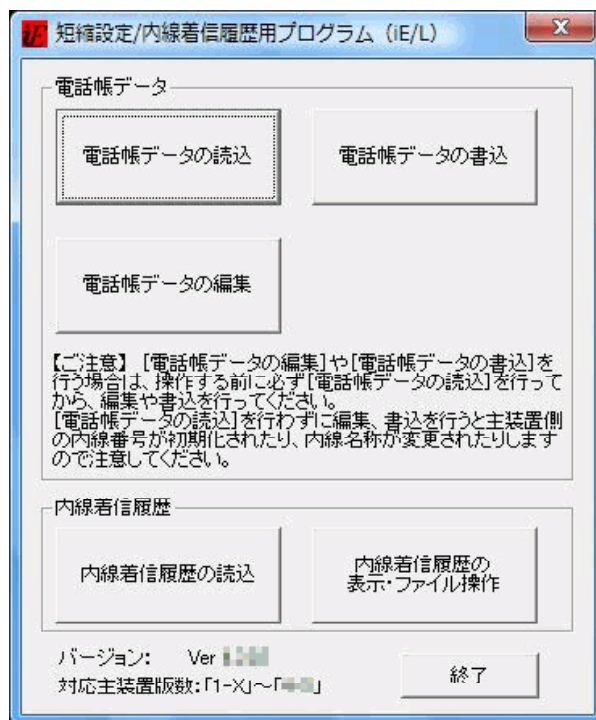 iE 短縮設定/内線着信履歴用プログラム (iE/L)
電話帳データ
電話帳データの読込 電話帳データの書込
電話帳データの編集
【ご注意】 [電話帳データの編集]や[電話帳データの書込]を
行う場合は、操作する前に必ず[電話帳データの読込]を行って
から、編集や書込を行ってください。
[電話帳データの読込]を行わずに編集、書込を行うと主装置側
の内線番号が初期化されたり、内線名称が変更されたりします
ので注意してください。
内線着信履歴
内線着信履歴の読込
内線着信履歴の
表示・ファイル操作
バージョン: Ver
対応主装置版数:「1-X」～「」
終了